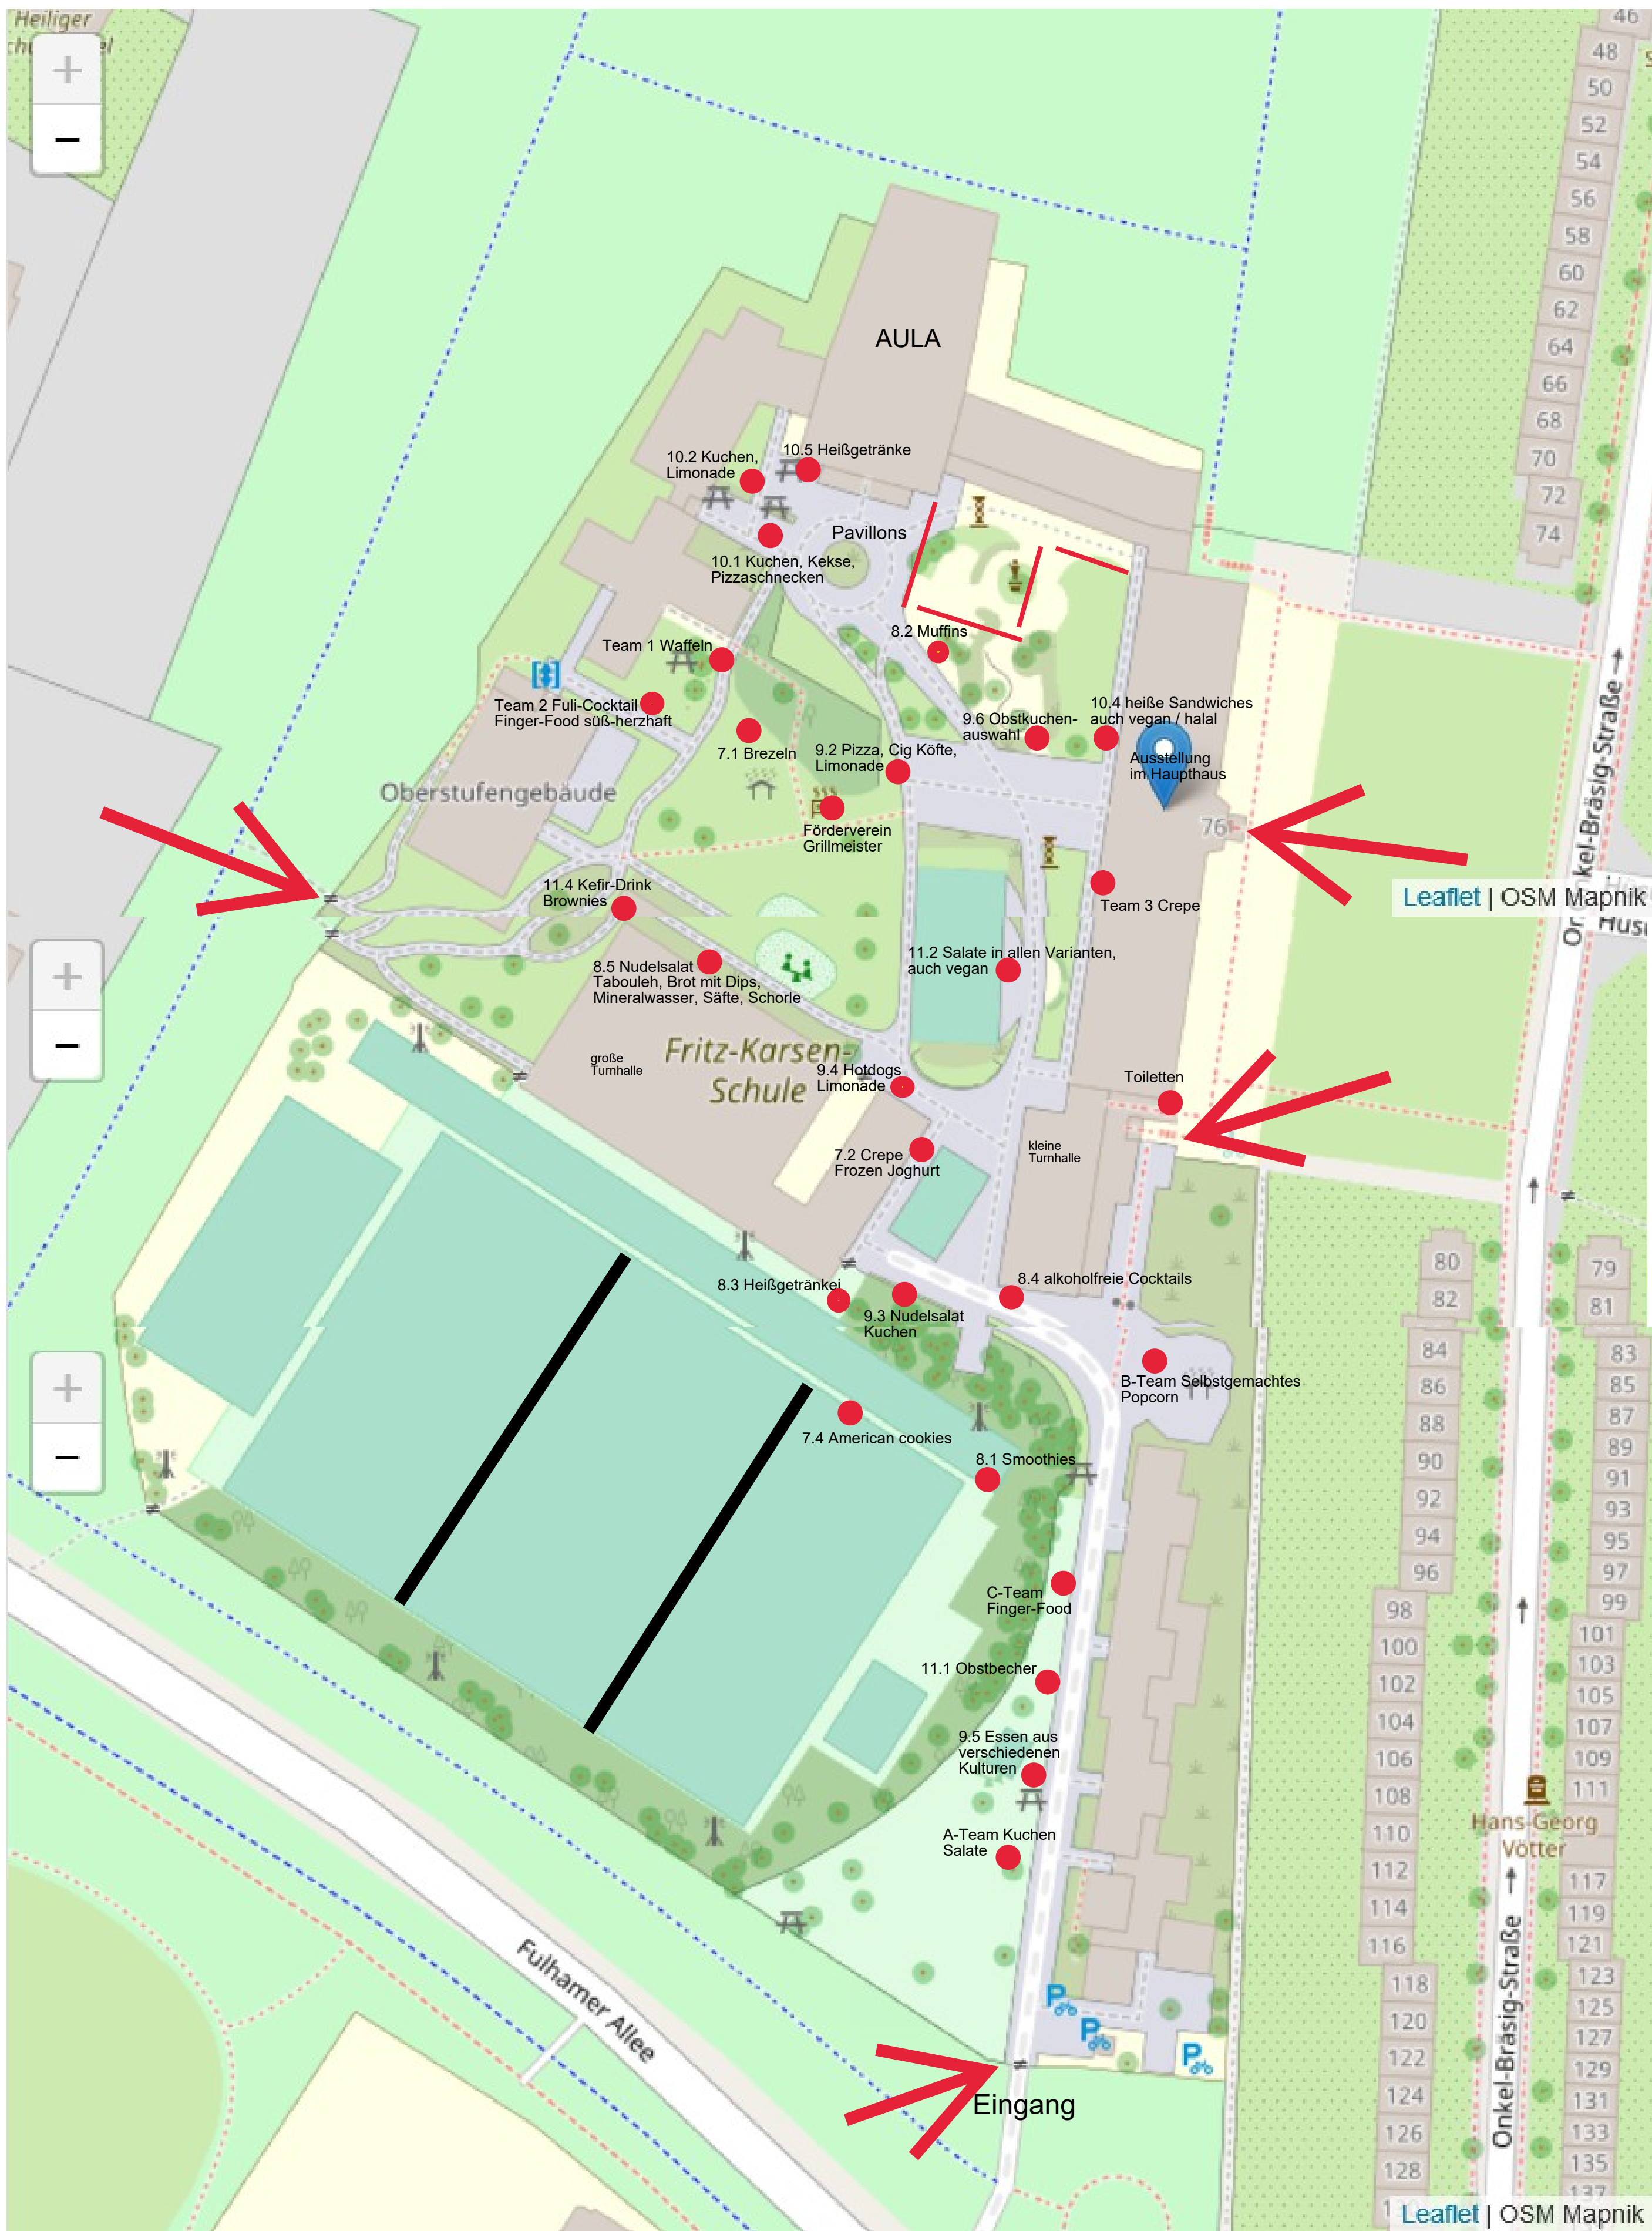 Heiliger
+
−
46
48
50
52
54
56
58
60
62
64
66
68
70
72
74
AULA
10.2 Kuchen,
Limonade
10.5 Heißgetränke
Pavillons
10.1 Kuchen, Kekse,
Pizzaschnecken
8.2 Muffins
Team 1 Waffeln
Team 2 Fuli-Cocktail
Finger-Food süß-herzhaft
7.1 Brezeln
9.2 Pizza, Cig Köfte,
Limonade
9.6 Obstkuchen-
auswahl
10.4 heiße Sandwiches
auch vegan / halal
Ausstellung
im Haupthaus
76
Oberstufengebäude
Förderverein
Grillmeister
Onkel-Bräsig-Straße
Leaflet | OSM Mapnik
11.4 Kefir-Drink
Brownies
Team 3 Crepe
+
−
8.5 Nudelsalat
Tabouleh, Brot mit Dips,
Mineralwasser, Säfte, Schorle
11.2 Salate in allen Varianten,
auch vegan
große
Turnhalle
Fritz-Karsen-
Schule
9.4 Hotdogs
Limonade
Toiletten
7.2 Crepe
Frozen Joghurt
kleine
Turnhalle
8.3 Heißgetränkei
9.3 Nudelsalat
Kuchen
8.4 alkoholfreie Cocktails
80
82
79
81
+
−
B-Team Selbstgemachtes
Popcorn
7.4 American cookies
8.1 Smoothies
84
86
88
90
92
94
96
98
100
102
104
106
108
110
112
114
116
118
120
122
124
126
128
83
85
87
89
91
93
95
97
99
101
103
105
107
109
111
117
119
121
123
125
127
129
131
133
135
137
C-Team
Finger-Food
11.1 Obstbecher
9.5 Essen aus
verschiedenen
Kulturen
A-Team Kuchen
Salate
Hans-Georg
Vötter
Fulhamer Allee
Onkel-Bräsig-Straße
P
P
P
Eingang
Leaflet | OSM Mapnik